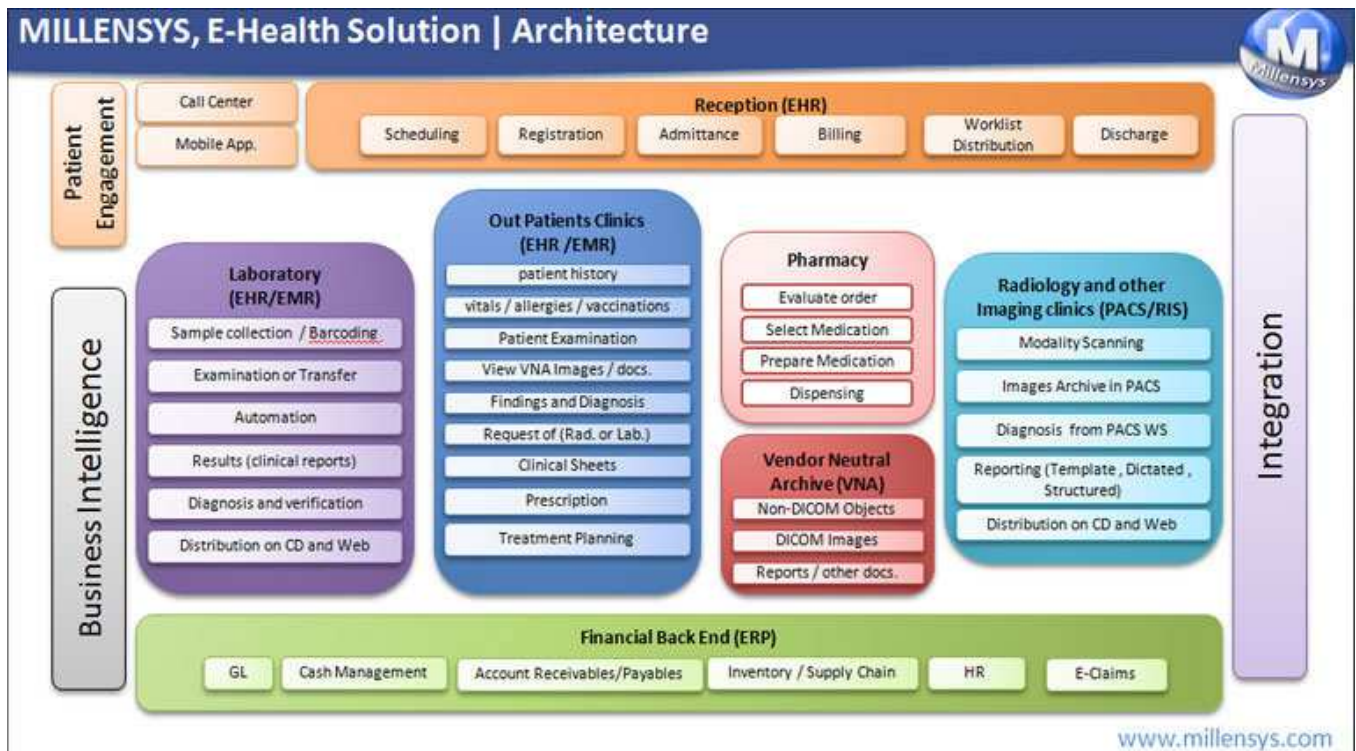 MILLENSYS, E-Health Solution | Architecture
M
Millensys
Patient
Engagement
Call Center
Mobile App.
Reception (EHR)
Scheduling
Registration
Admittance
Billing
Worklist
Distribution
Discharge
Business Intelligence
Laboratory
(EHR/EMR)
Sample collection / Barcoding
Examination or Transfer
Automation
Results (clinical reports)
Diagnosis and verification
Distribution on CD and Web
Out Patients Clinics
(EHR /EMR)
patient history
vitals / allergies / vaccinations
Patient Examination
View VNA Images / docs.
Findings and Diagnosis
Request of (Rad. or Lab.)
Clinical Sheets
Prescription
Treatment Planning
Pharmacy
Evaluate order
Select Medication
Prepare Medication
Dispensing
Vendor Neutral
Archive (VNA)
Non-DICOM Objects
DICOM Images
Reports / other docs.
Radiology and other
Imaging clinics (PACS/RIS)
Modality Scanning
Images Archive in PACS
Diagnosis from PACS WS
Reporting (Template , Dictated ,
Structured)
Distribution on CD and Web
Integration
Financial Back End (ERP)
GL
Cash Management
Account Receivables/Payables
Inventory / Supply Chain
HR
E-Claims
www.millensys.com